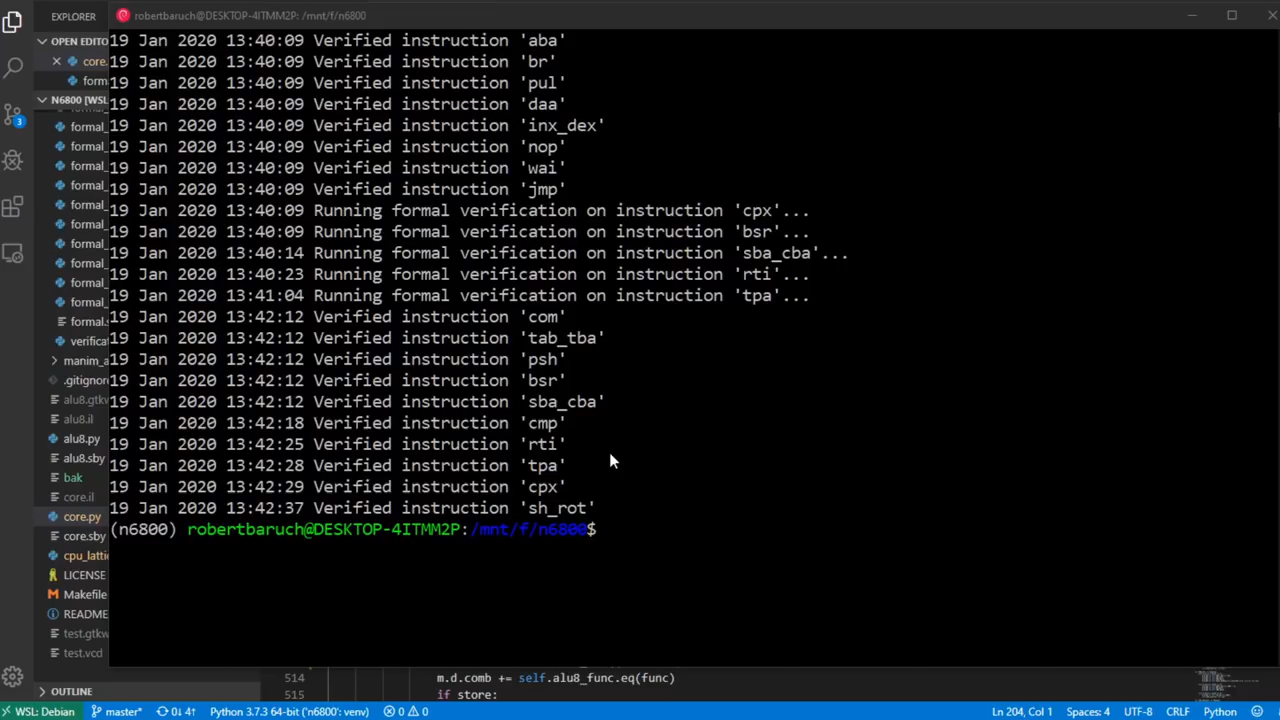 EXPLORER
robertbaruch@DESKTOP-4ITMM2P: /mnt/f/n6800
OPEN EDITO
core.
form
N6800 [WSL
formal_
formal_
formal_
formal_
formal_
formal_
formal_
formal_
formal_
formal_
formal.s
verifica
manim_a
.gitignor
alu8.gtkw
alu8.il
alu8.py
alu8.sby
bak
core.il
core.py
core.sby
cpu_lattic
LICENSE
Makefile
README
test.gtkw
test.vcd
OUTLINE
19 Jan 2020 13:40:09 Verified instruction 'aba'
19 Jan 2020 13:40:09 Verified instruction 'br'
19 Jan 2020 13:40:09 Verified instruction 'pul'
19 Jan 2020 13:40:09 Verified instruction 'daa'
19 Jan 2020 13:40:09 Verified instruction 'inx_dex'
19 Jan 2020 13:40:09 Verified instruction 'nop'
19 Jan 2020 13:40:09 Verified instruction 'wai'
19 Jan 2020 13:40:09 Verified instruction 'jmp'
19 Jan 2020 13:40:09 Running formal verification on instruction 'cpx'...
19 Jan 2020 13:40:09 Running formal verification on instruction 'bsr'...
19 Jan 2020 13:40:14 Running formal verification on instruction 'sba_cba'...
19 Jan 2020 13:40:23 Running formal verification on instruction 'rti'...
19 Jan 2020 13:41:04 Running formal verification on instruction 'tpa'...
19 Jan 2020 13:42:12 Verified instruction 'com'
19 Jan 2020 13:42:12 Verified instruction 'tab_tba'
19 Jan 2020 13:42:12 Verified instruction 'psh'
19 Jan 2020 13:42:12 Verified instruction 'bsr'
19 Jan 2020 13:42:12 Verified instruction 'sba_cba'
19 Jan 2020 13:42:18 Verified instruction 'cmp'
19 Jan 2020 13:42:25 Verified instruction 'rti'
19 Jan 2020 13:42:28 Verified instruction 'tpa'
19 Jan 2020 13:42:29 Verified instruction 'cpx'
19 Jan 2020 13:42:37 Verified instruction 'sh_rot'
(n6800) robertbaruch@DESKTOP-4ITMM2P:/mnt/f/n6800$
514 m.d.comb += self.alu8_func.eq(func)
515 if store:
3
WSL: Debian master* 0↓ 4↑ Python 3.7.3 64-bit ('n6800': venv) 0 0 Ln 204, Col 1 Spaces: 4 UTF-8 CRLF Python